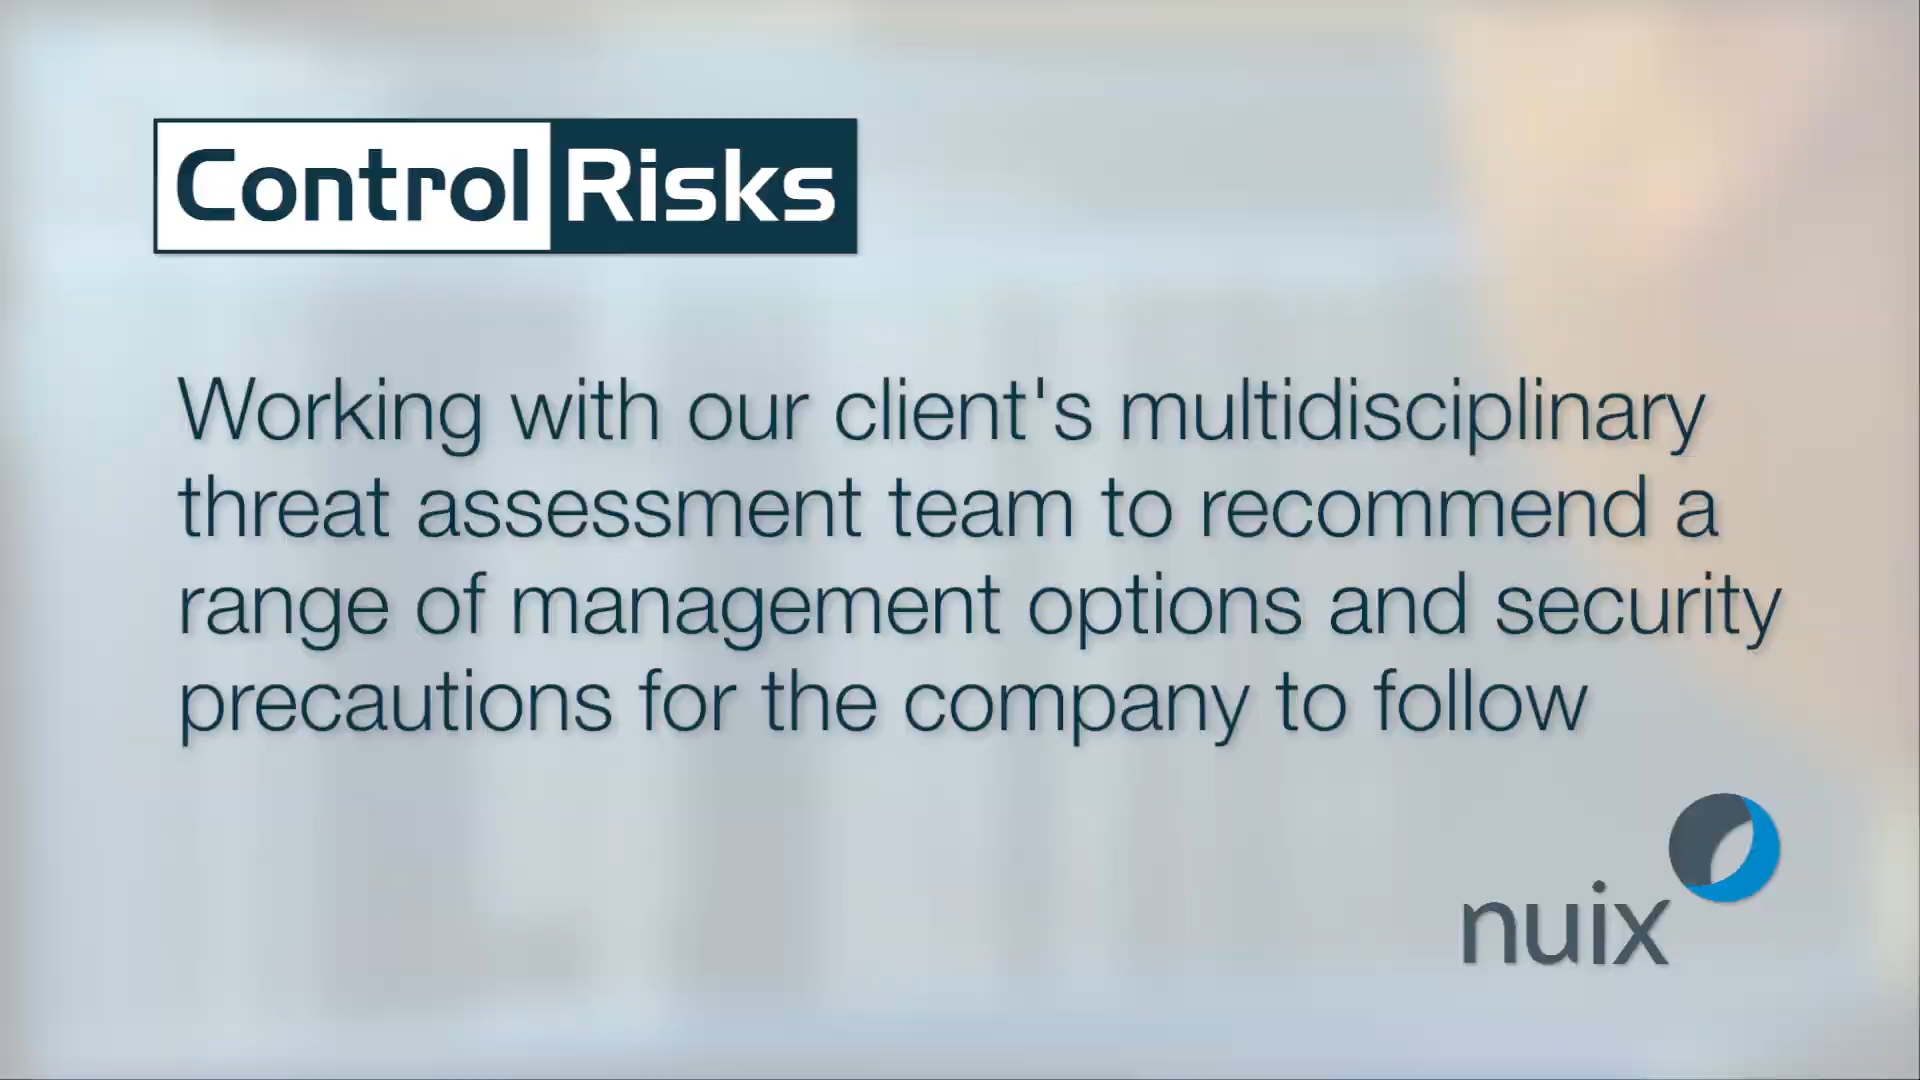 Control Risks
Working with our client's multidisciplinary
threat assessment team to recommend a
range of management options and security
precautions for the company to follow
nuix